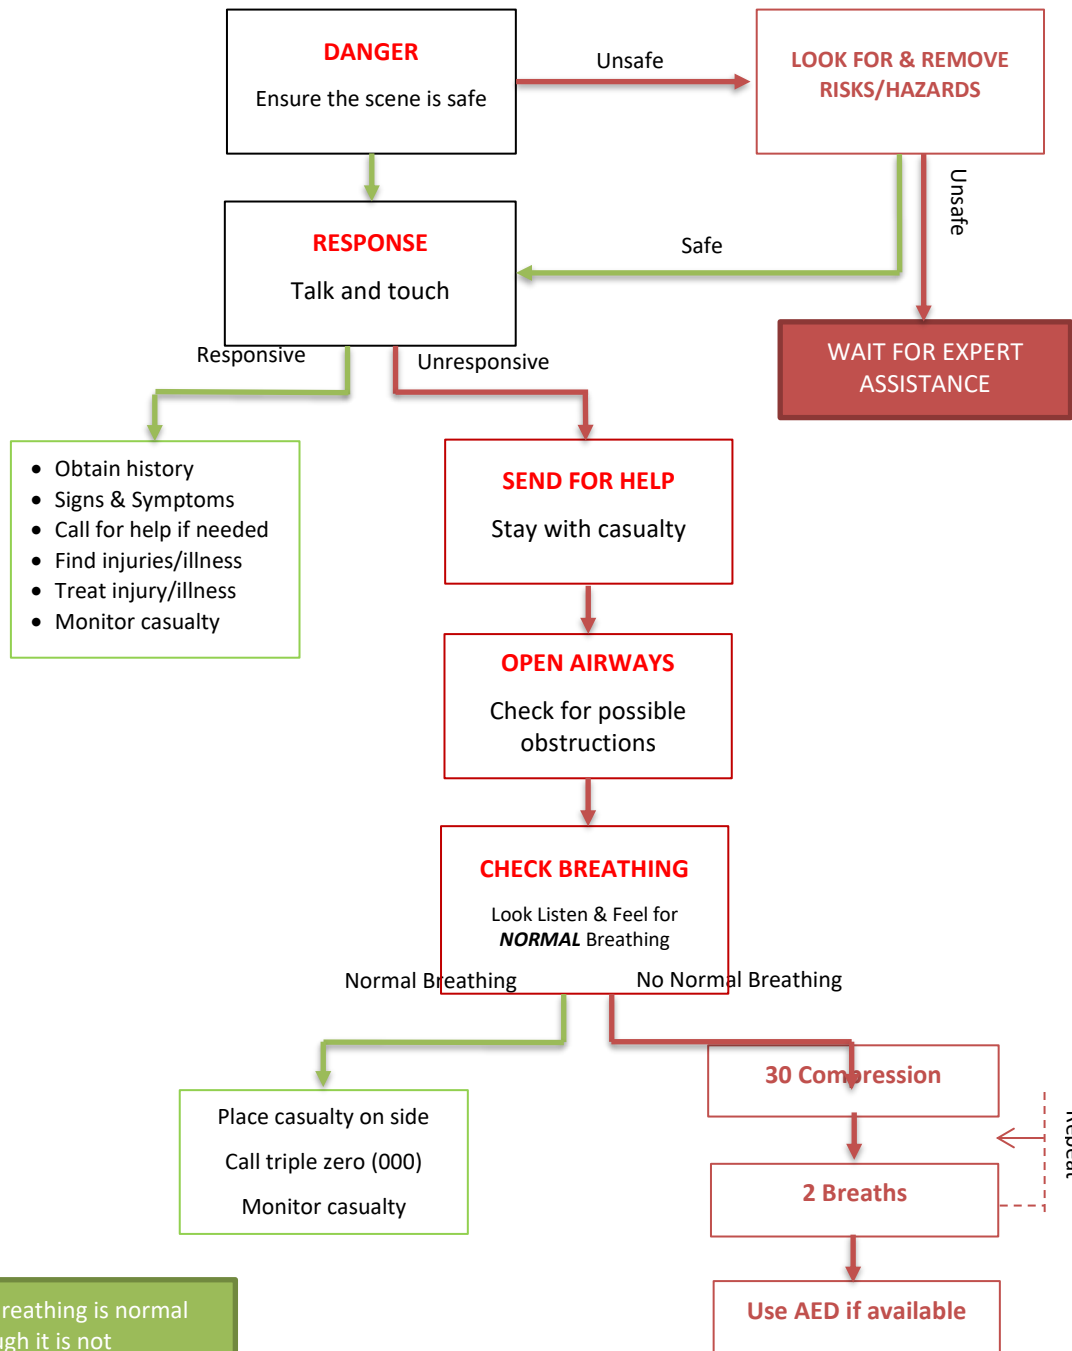 DANGER
Ensure the scene is safe
Unsafe
LOOK FOR & REMOVE
RISKS/HAZARDS
Unsafe
RESPONSE
Talk and touch
Safe
WAIT FOR EXPERT
ASSISTANCE
Responsive
Unresponsive
• Obtain history
• Signs & Symptoms
• Call for help if needed
• Find injuries/illness
• Treat injury/illness
• Monitor casualty
SEND FOR HELP
Stay with casualty
OPEN AIRWAYS
Check for possible
obstructions
CHECK BREATHING
Look Listen & Feel for
NORMAL Breathing
Normal Breathing
No Normal Breathing
Place casualty on side
Call triple zero (000)
Monitor casualty
30 Compression
Repeat
2 Breaths
Use AED if available
breathing is normal
it is not